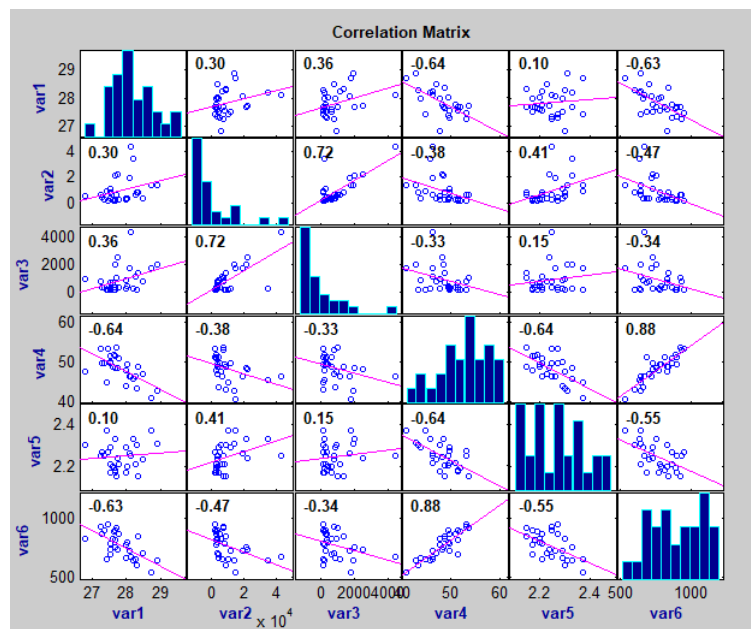 Correlation Matrix
var1 29 28 27 0.30 0.36 -0.64 0.10 -0.63
var2 4 2 0 0.30 0.72 -0.38 0.41 -0.47
var3 4000 2000 0 0.36 0.72 -0.33 0.15 -0.34
var4 60 50 40 -0.64 -0.38 -0.33 -0.64 0.88
var5 2.4 2.2 0.10 0.41 0.15 -0.64 -0.55
var6 1000 500 -0.63 -0.47 -0.34 0.88 -0.55
27 28 29 0 2 4 0 2000 4000 40 50 60 2.2 2.4 500 1000
var1 var2 x 10^4 var3 var4 var5 var6